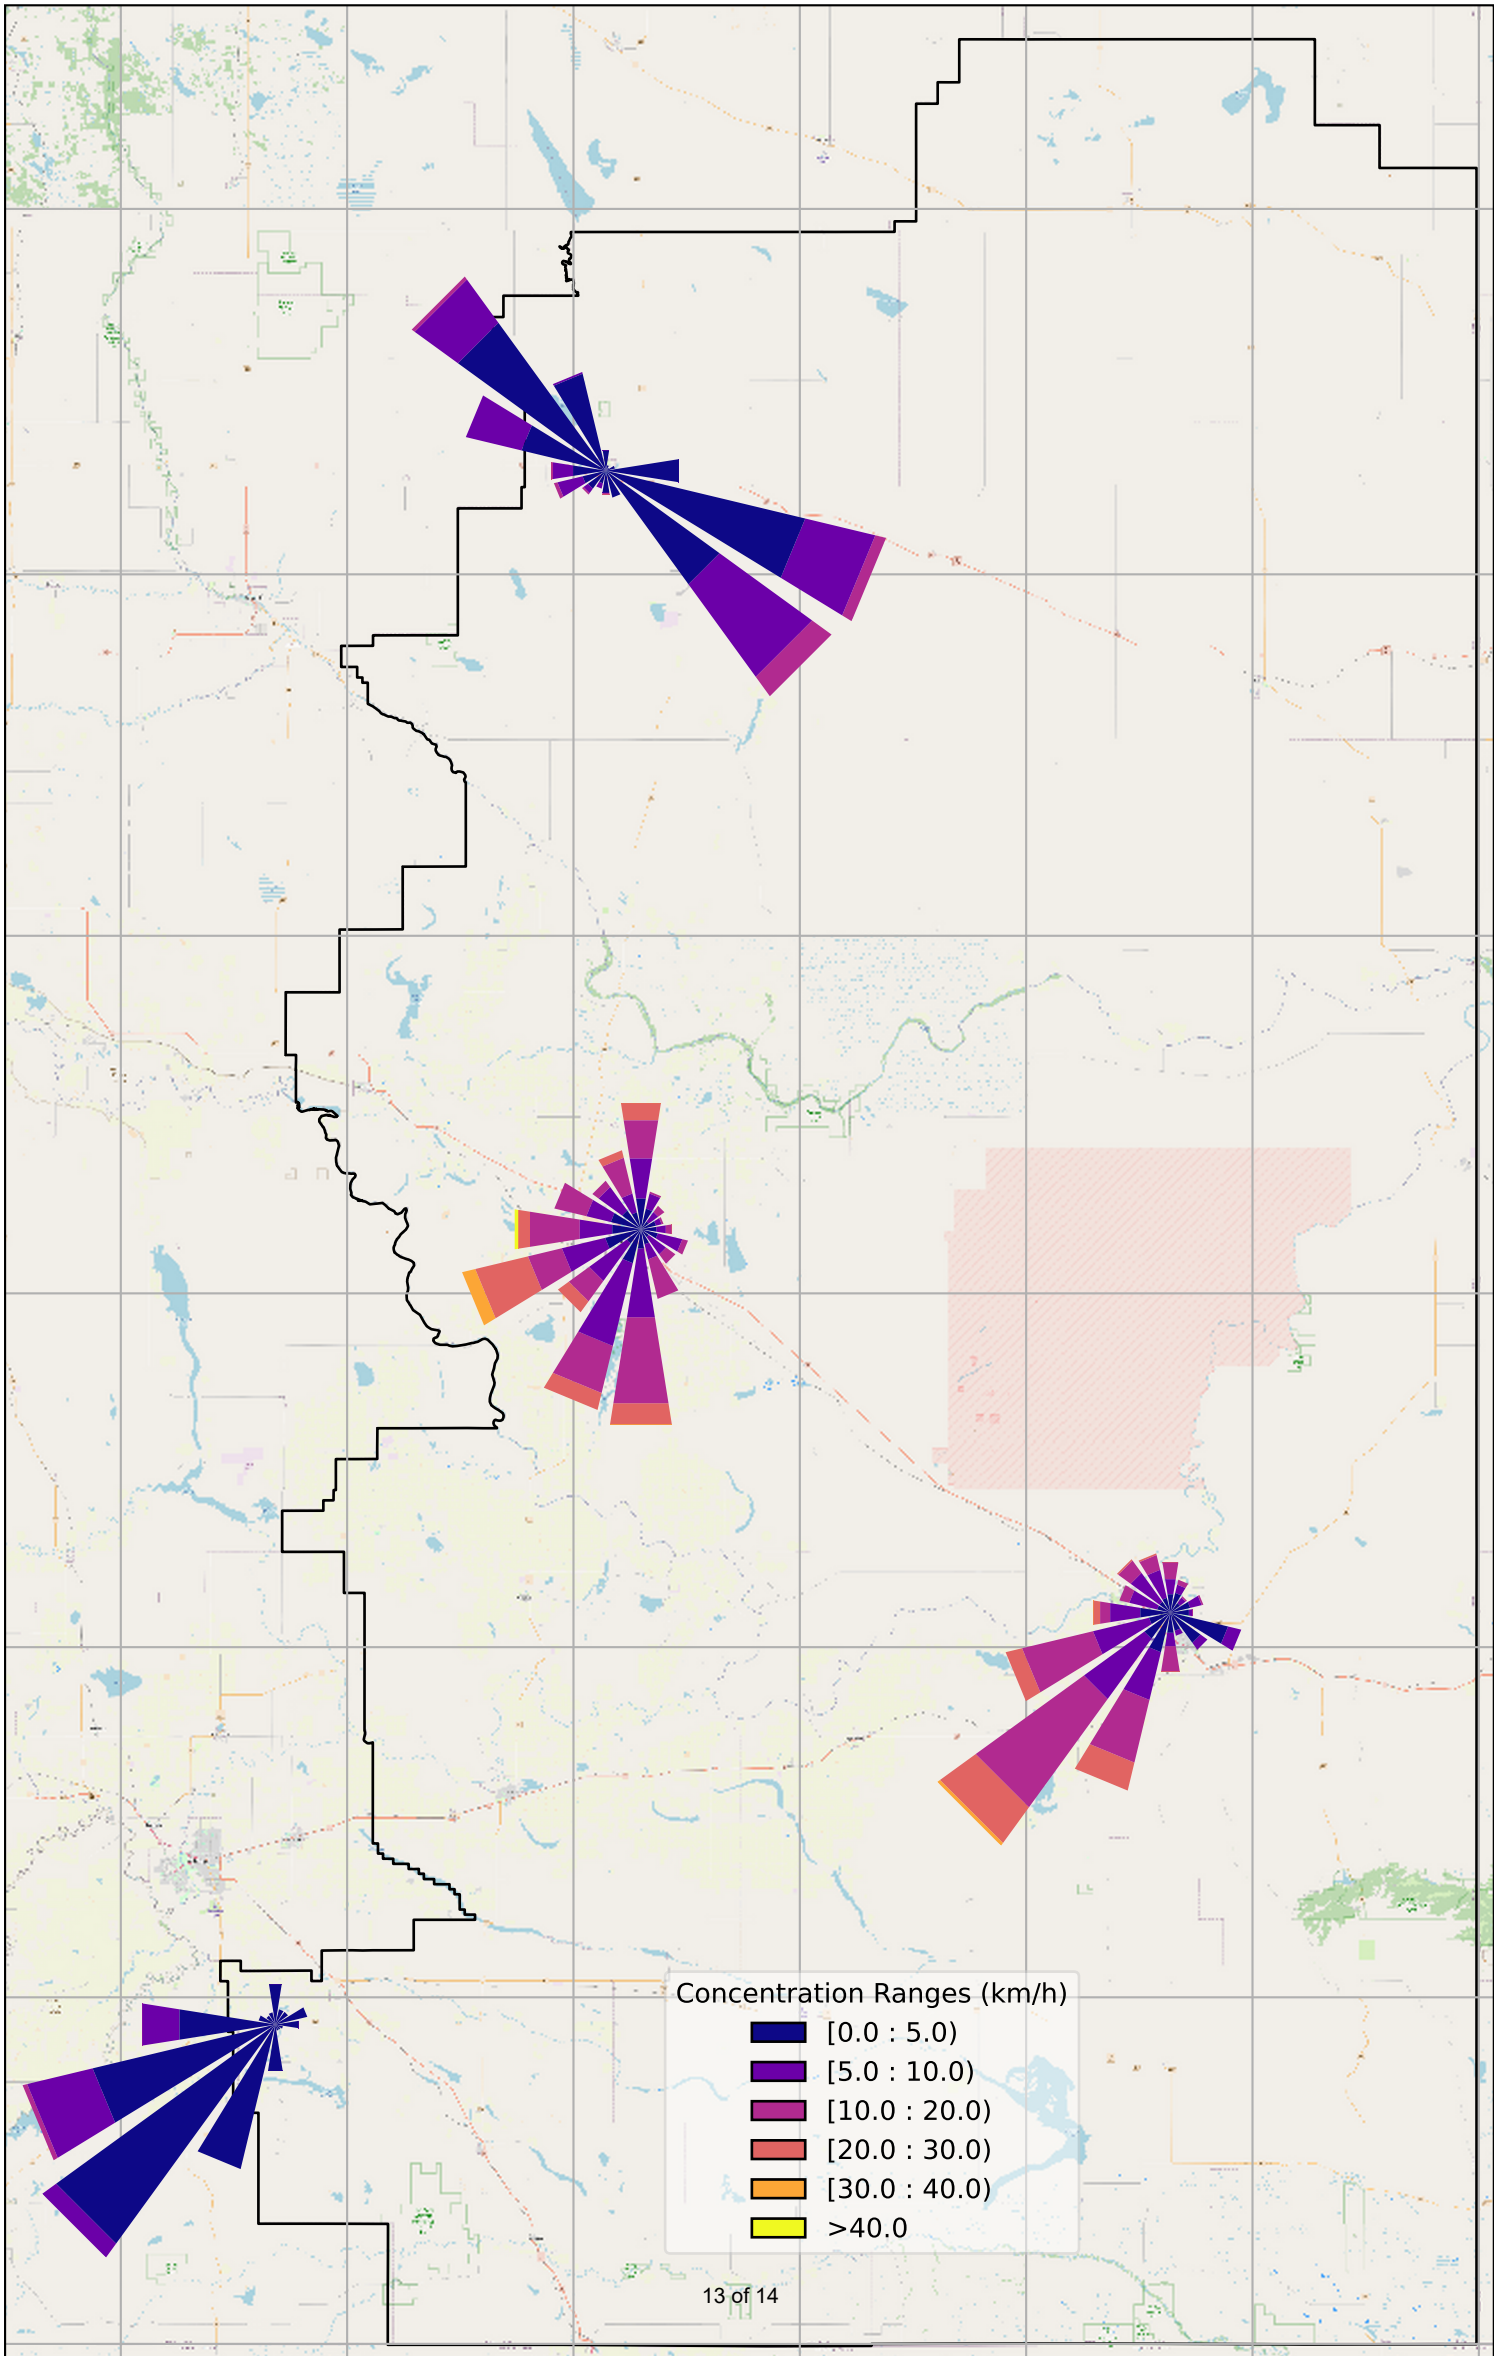 Concentration Ranges (km/h)
[0.0 : 5.0)
[5.0 : 10.0)
[10.0 : 20.0)
[20.0 : 30.0)
[30.0 : 40.0)
>40.0
13 of 14